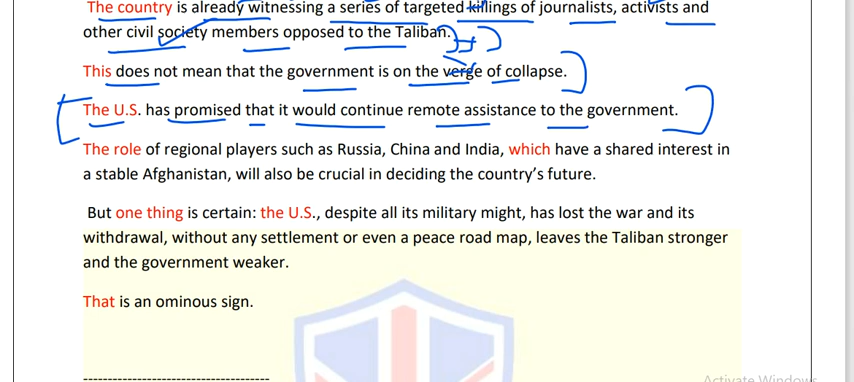 The country is already witnessing a series of targeted killings of journalists, activists and
other civil society members opposed to the Taliban.
This does not mean that the government is on the verge of collapse.
The U.S. has promised that it would continue remote assistance to the government.
The role of regional players such as Russia, China and India, which have a shared interest in
a stable Afghanistan, will also be crucial in deciding the country’s future.
But one thing is certain: the U.S., despite all its military might, has lost the war and its
withdrawal, without any settlement or even a peace road map, leaves the Taliban stronger
and the government weaker.
That is an ominous sign.
------------------------------------
Activate Windows